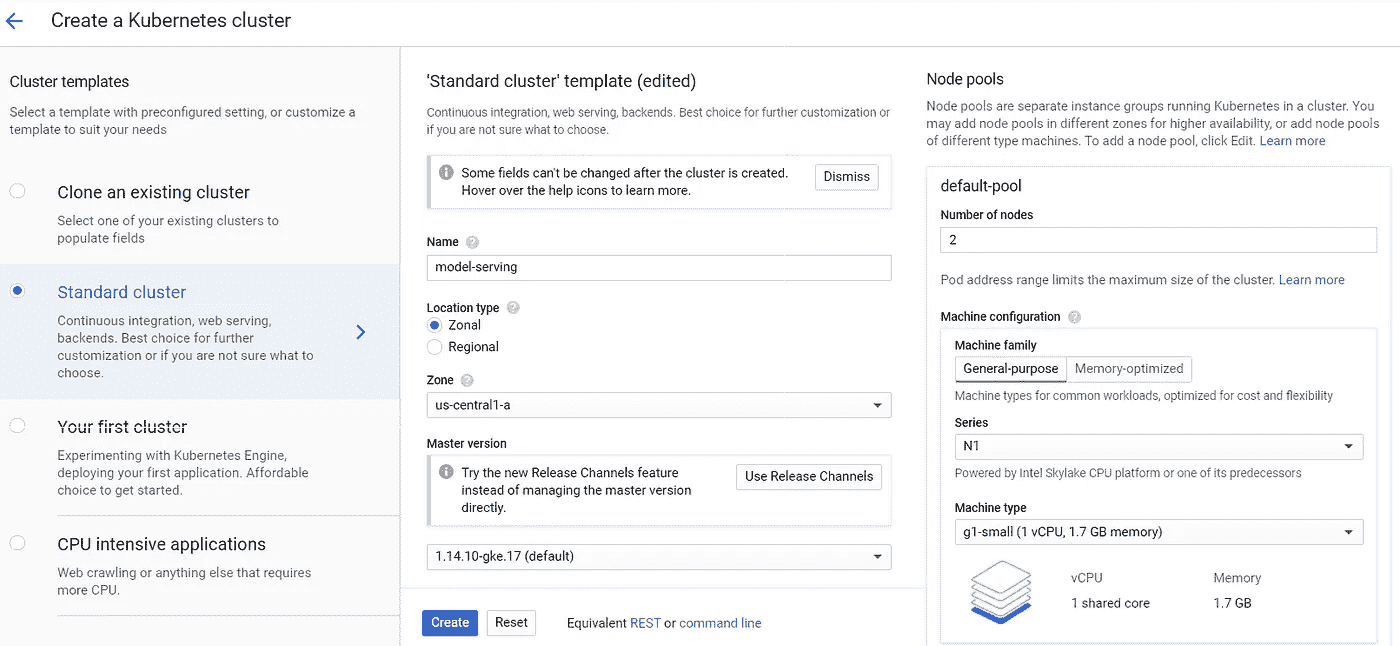 Create a Kubernetes cluster
Cluster templates
Select a template with preconfigured setting, or customize a
template to suit your needs
Clone an existing cluster
Select one of your existing clusters to
populate fields
Standard cluster
Continuous integration, web serving,
backends. Best choice for further
customization or if you are not sure what to
choose.
Your first cluster
Experimenting with Kubernetes Engine,
deploying your first application. Affordable
choice to get started.
CPU intensive applications
Web crawling or anything else that requires
more CPU.
'Standard cluster' template (edited)
Continuous integration, web serving, backends. Best choice for further customization or
if you are not sure what to choose.
Some fields can't be changed after the cluster is created.
Hover over the help icons to learn more.
Dismiss
Name
model-serving
Location type
Zonal
Regional
Zone
us-central1-a
Master version
Try the new Release Channels feature
instead of managing the master version
directly.
Use Release Channels
1.14.10-gke.17 (default)
Create
Reset
Equivalent REST or command line
Node pools
Node pools are separate instance groups running Kubernetes in a cluster. You
may add node pools in different zones for higher availability, or add node pools
of different type machines. To add a node pool, click Edit. Learn more
default-pool
Number of nodes
2
Pod address range limits the maximum size of the cluster. Learn more
Machine configuration
Machine family
General-purpose
Memory-optimized
Machine types for common workloads, optimized for cost and flexibility
Series
N1
Powered by Intel Skylake CPU platform or one of its predecessors
Machine type
g1-small (1 vCPU, 1.7 GB memory)
vCPU
Memory
1 shared core
1.7 GB